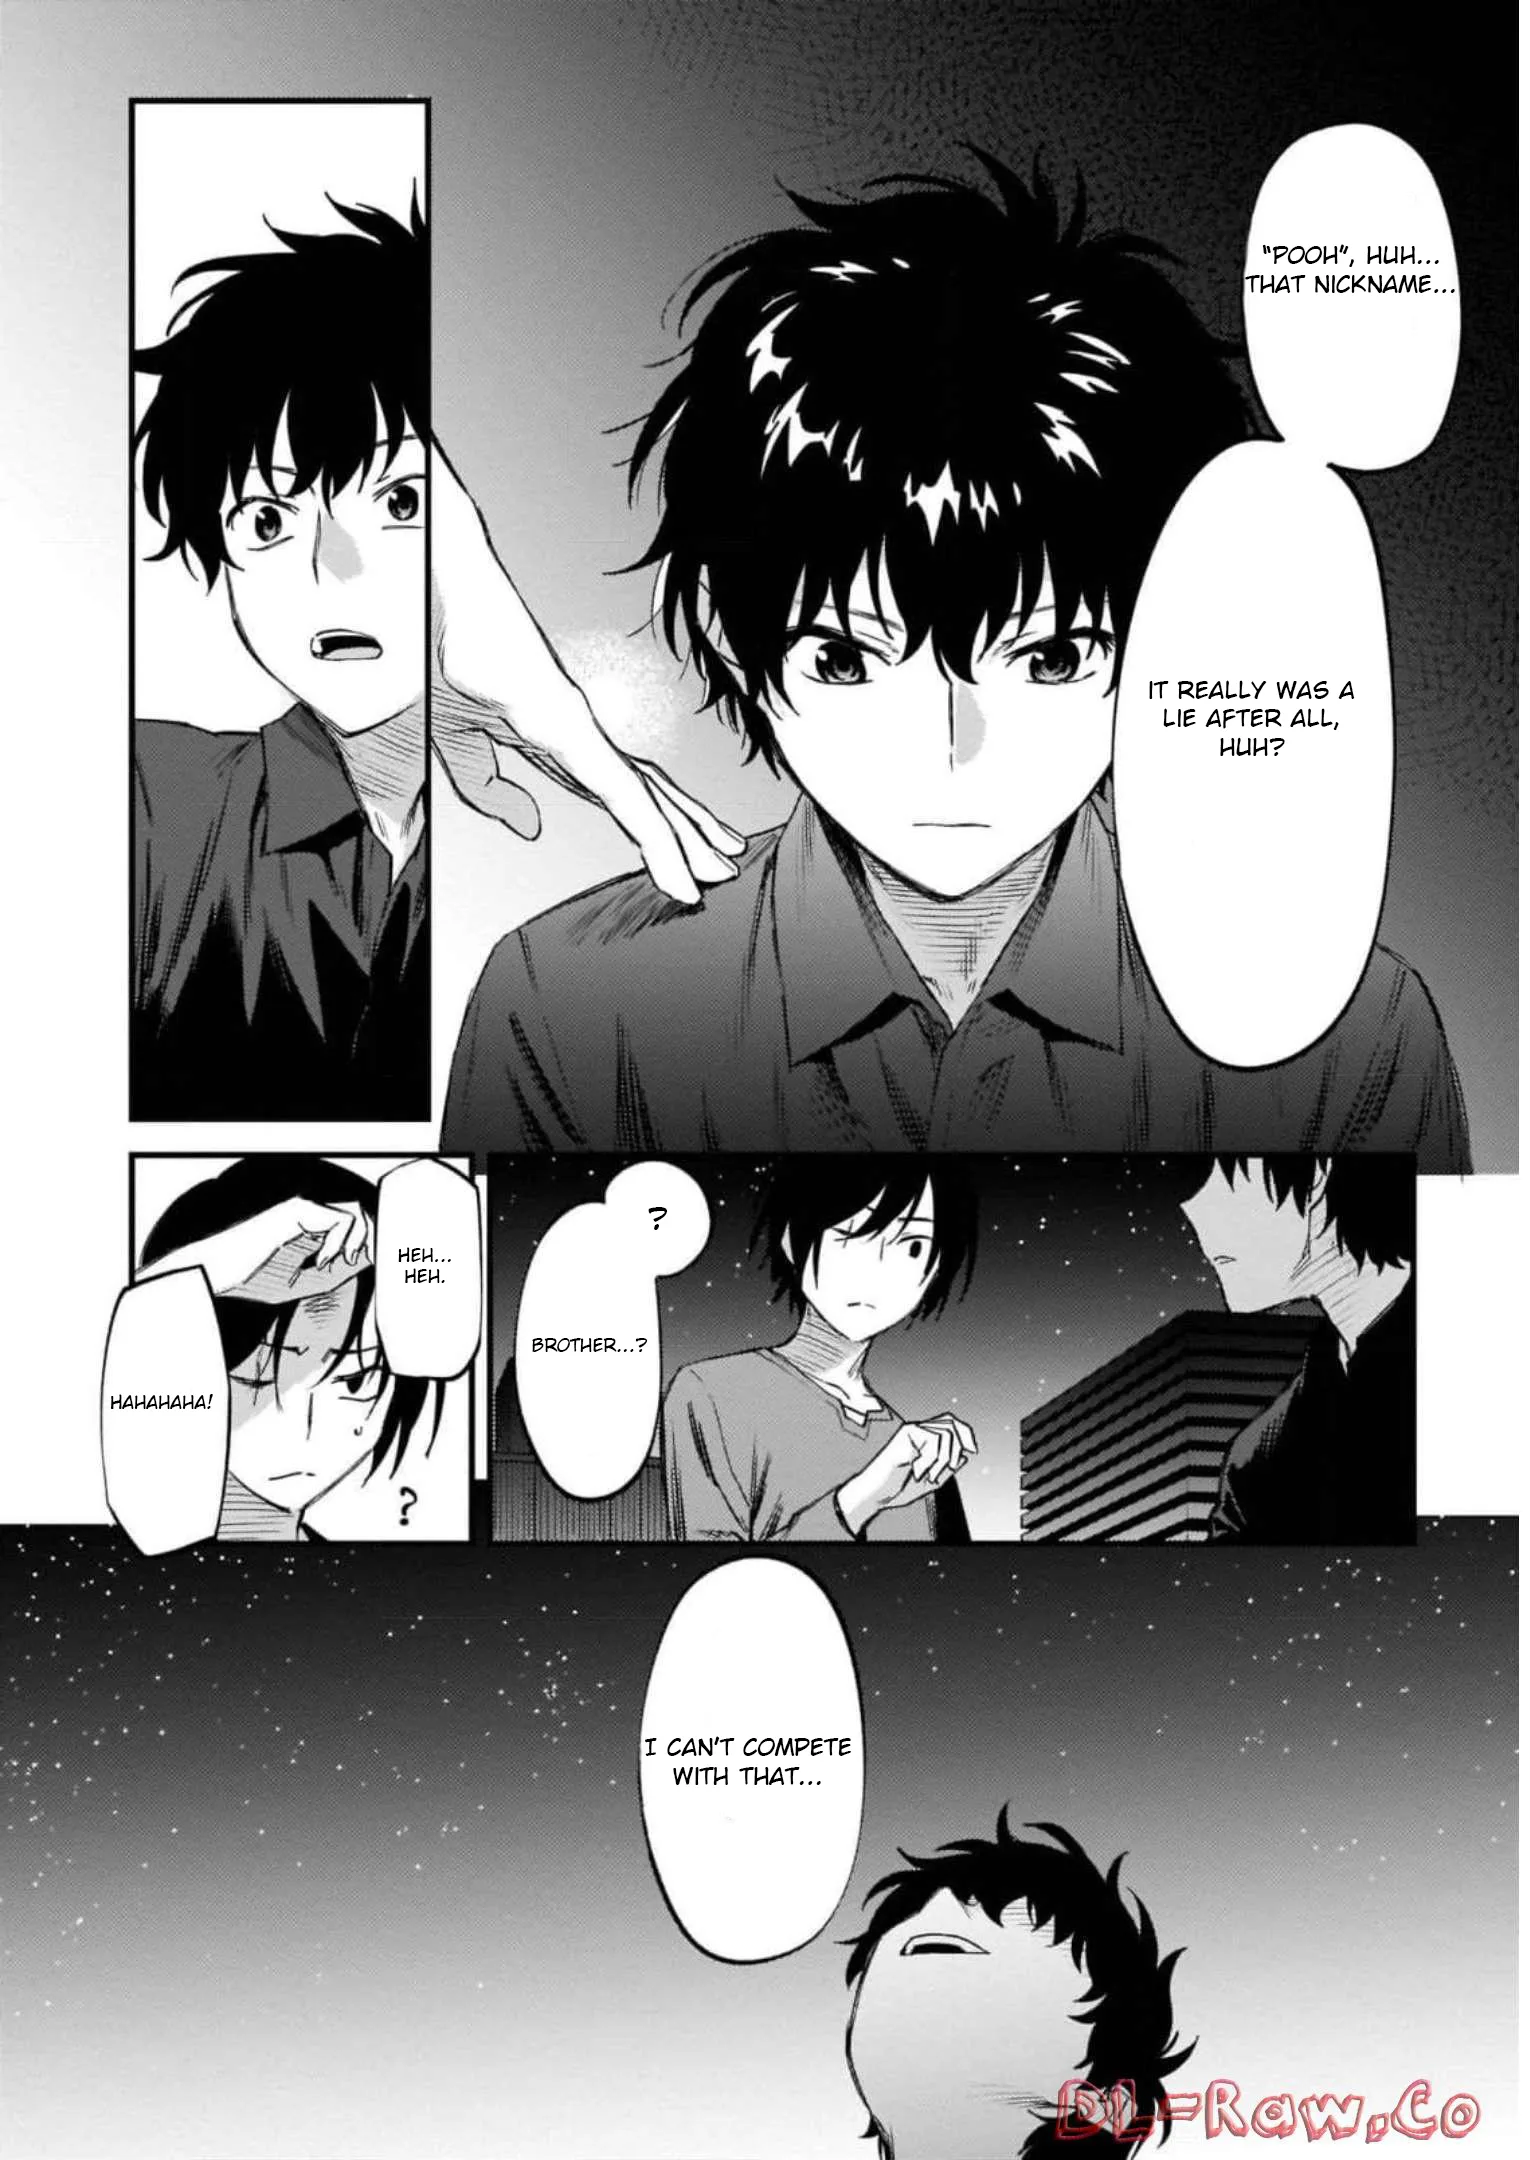 "POOH", HUH...
THAT NICKNAME...
IT REALLY WAS A
LIE AFTER ALL,
HUH?
?
BROTHER...?
HEH...
HEH.
HAHAHAHA!
?
I CAN'T COMPETE
WITH THAT...
DL-Raw.Co